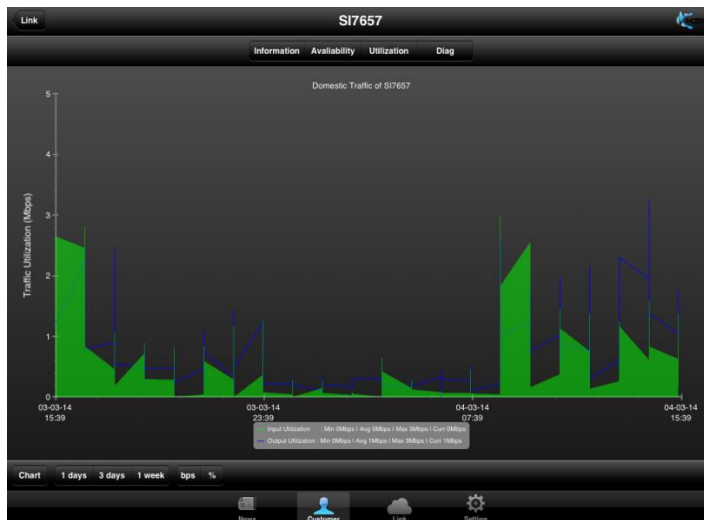 Link
SI7657
Information Avaliability Utilization Diag
Domestic Traffic of SI7657
Traffic Utilization (Mbps)
5
4
3
2
1
0
03-03-14 15:39
03-03-14 23:39
04-03-14 07:39
04-03-14 15:39
Input Utilization : Min 0Mbps | Avg 0Mbps | Max 3Mbps | Curr 0Mbps
Output Utilization : Min 0Mbps | Avg 1Mbps | Max 3Mbps | Curr 1Mbps
Chart 1 days 3 days 1 week bps %
News Customer Link Setting